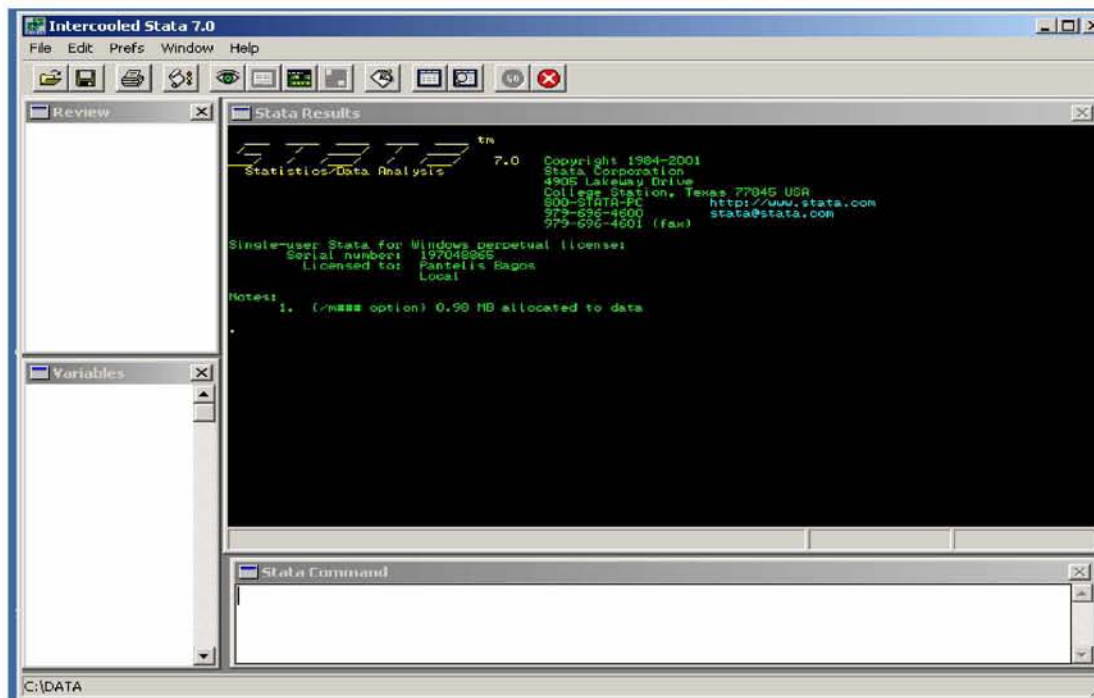 Intercooled Stata 7.0
File Edit Prefs Window Help
Review
Stata Results
STATA tm
7.0 Copyright 1984-2001
Statistics/Data Analysis Stata Corporation
4905 Lakeway Drive
College Station, Texas 77845 USA
800-STATA-PC http://www.stata.com
979-696-4600 stata@stata.com
979-696-4601 (fax)
Single-user Stata for Windows perpetual license:
Serial number: 197048865
Licensed to: Pantelis Bagos
Local
Notes:
1. (/m### option) 0.98 MB allocated to data
.
Variables
Stata Command
C:\DATA